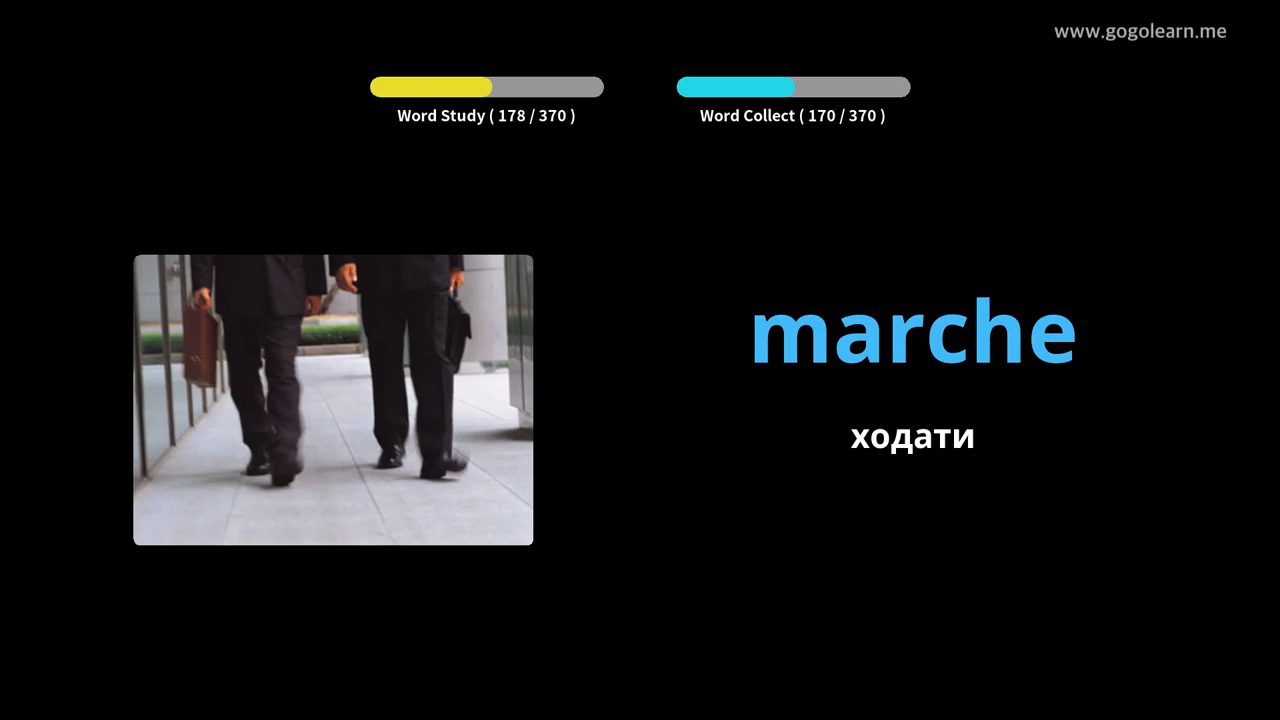 www.gogolearn.me
Word Study ( 178 / 370 )
Word Collect ( 170 / 370 )
marche
ходати